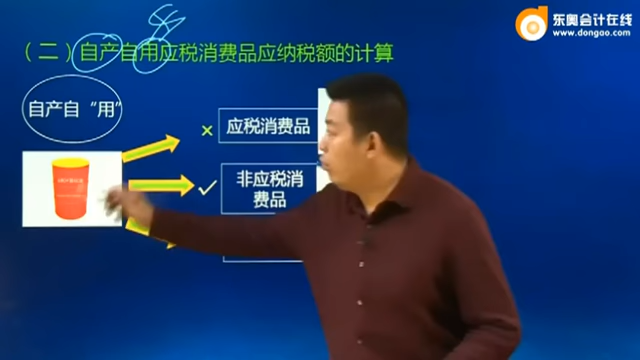 东奥会计在线
www.dongao.com
（二）自产自用应税消费品应纳税额的计算
自产自“用”
× 应税消费品
✓ 非应税消
费品